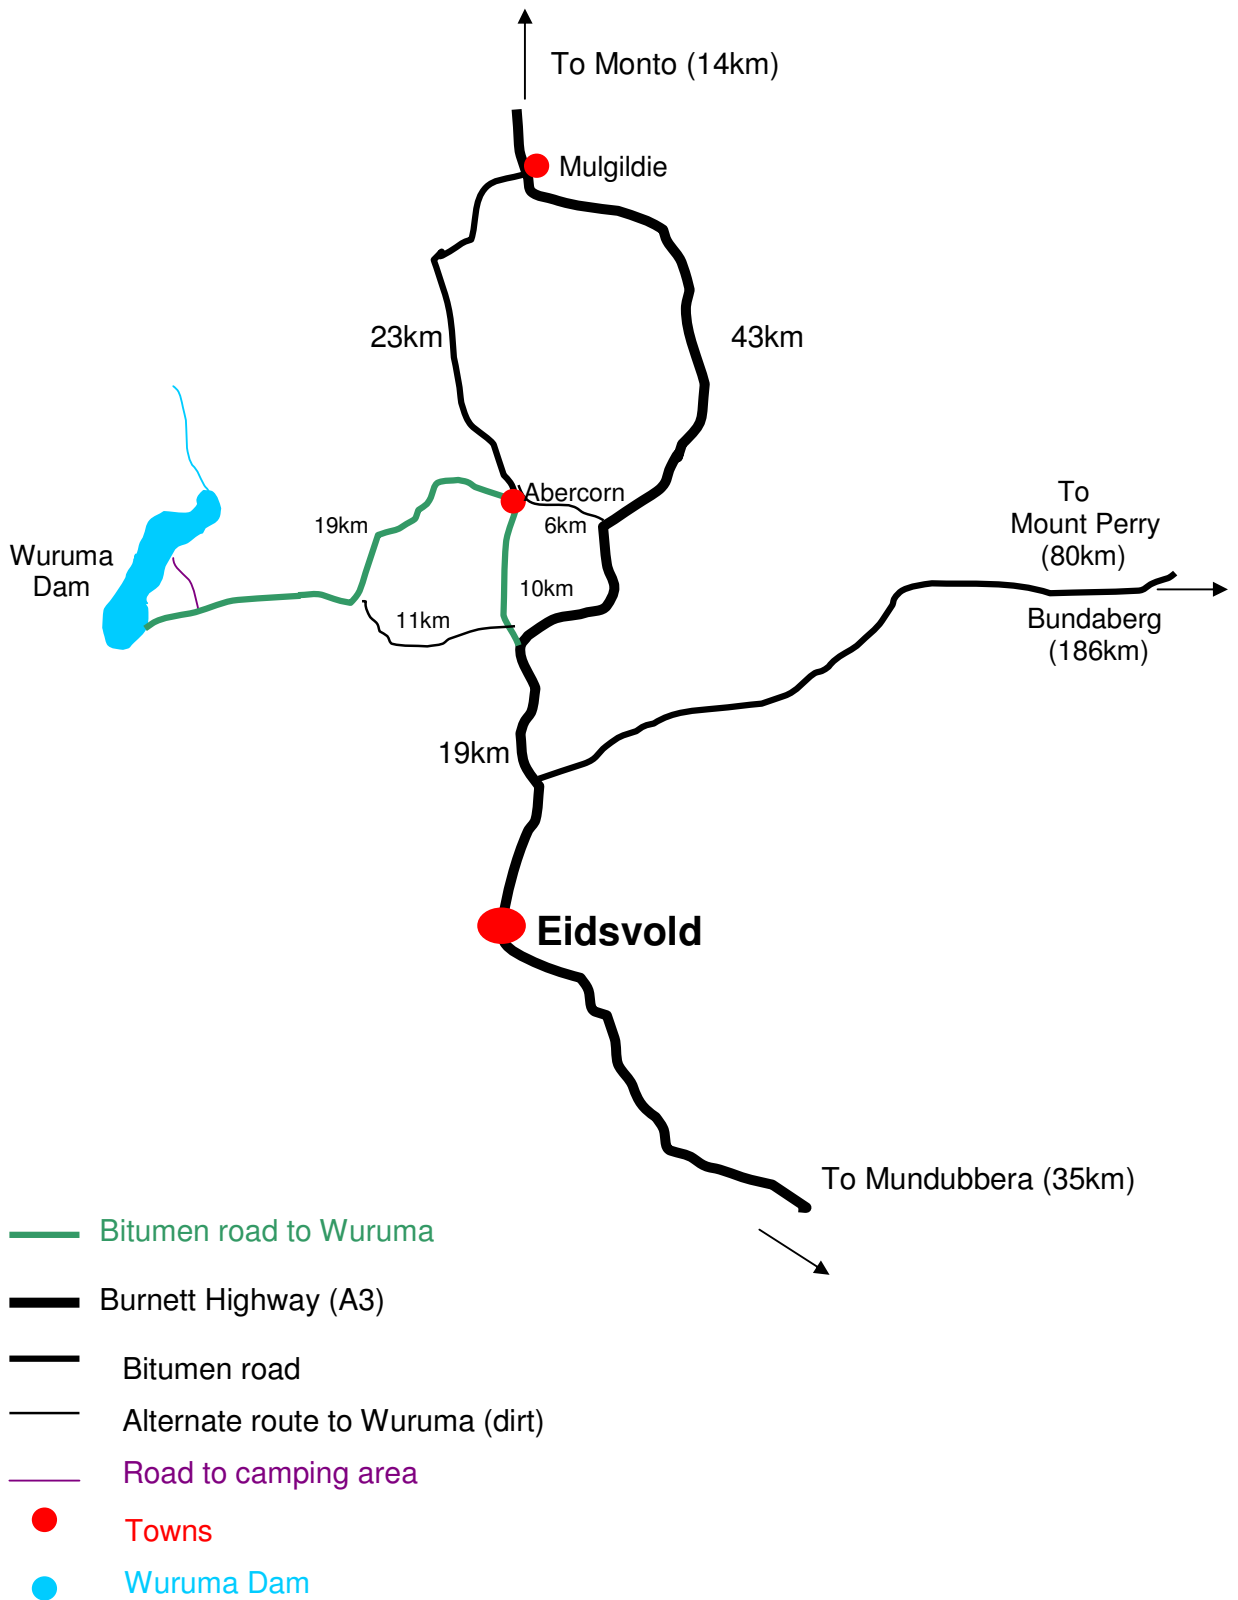 To Monto (14km)
Mulgildie
23km
43km
Abercorn
6km
19km
To
Mount Perry
(80km)
Wuruma
Dam
10km
11km
Bundaberg
(186km)
19km
Eidsvold
To Mundubbera (35km)
Bitumen road to Wuruma
Burnett Highway (A3)
Bitumen road
Alternate route to Wuruma (dirt)
Road to camping area
Towns
Wuruma Dam